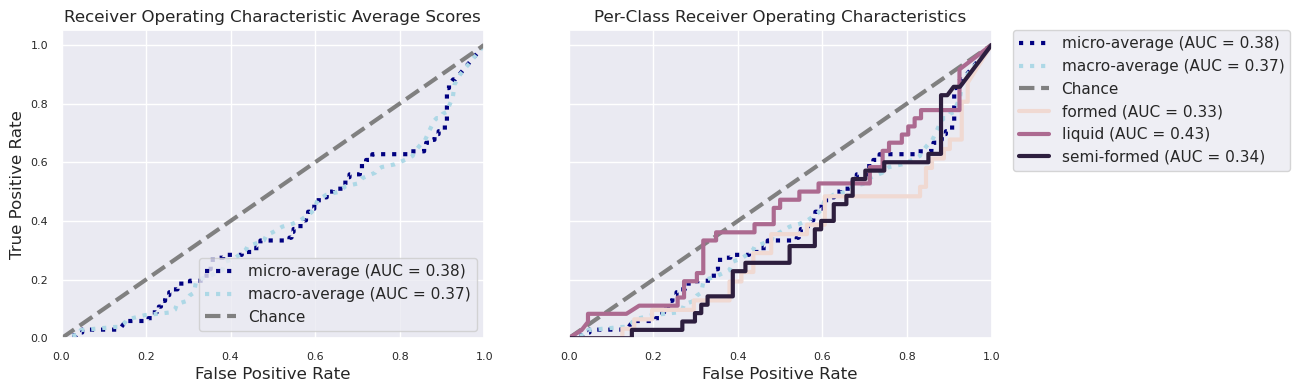 Receiver Operating Characteristic Average Scores
True Positive Rate
1.0
0.8
0.6
0.4
0.2
0.0
0.0 0.2 0.4 0.6 0.8 1.0
False Positive Rate
micro-average (AUC = 0.38)
macro-average (AUC = 0.37)
Chance
Per-Class Receiver Operating Characteristics
0.0 0.2 0.4 0.6 0.8 1.0
False Positive Rate
micro-average (AUC = 0.38)
macro-average (AUC = 0.37)
Chance
formed (AUC = 0.33)
liquid (AUC = 0.43)
semi-formed (AUC = 0.34)